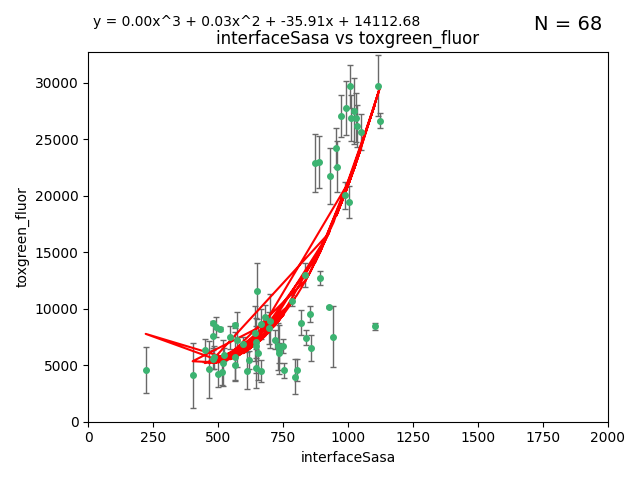 y = 0.00x^3 + 0.03x^2 + -35.91x + 14112.68
N = 68
interfaceSasa vs toxgreen_fluor
30000
25000
20000
15000
10000
5000
0
toxgreen_fluor
0 250 500 750 1000 1250 1500 1750 2000
interfaceSasa